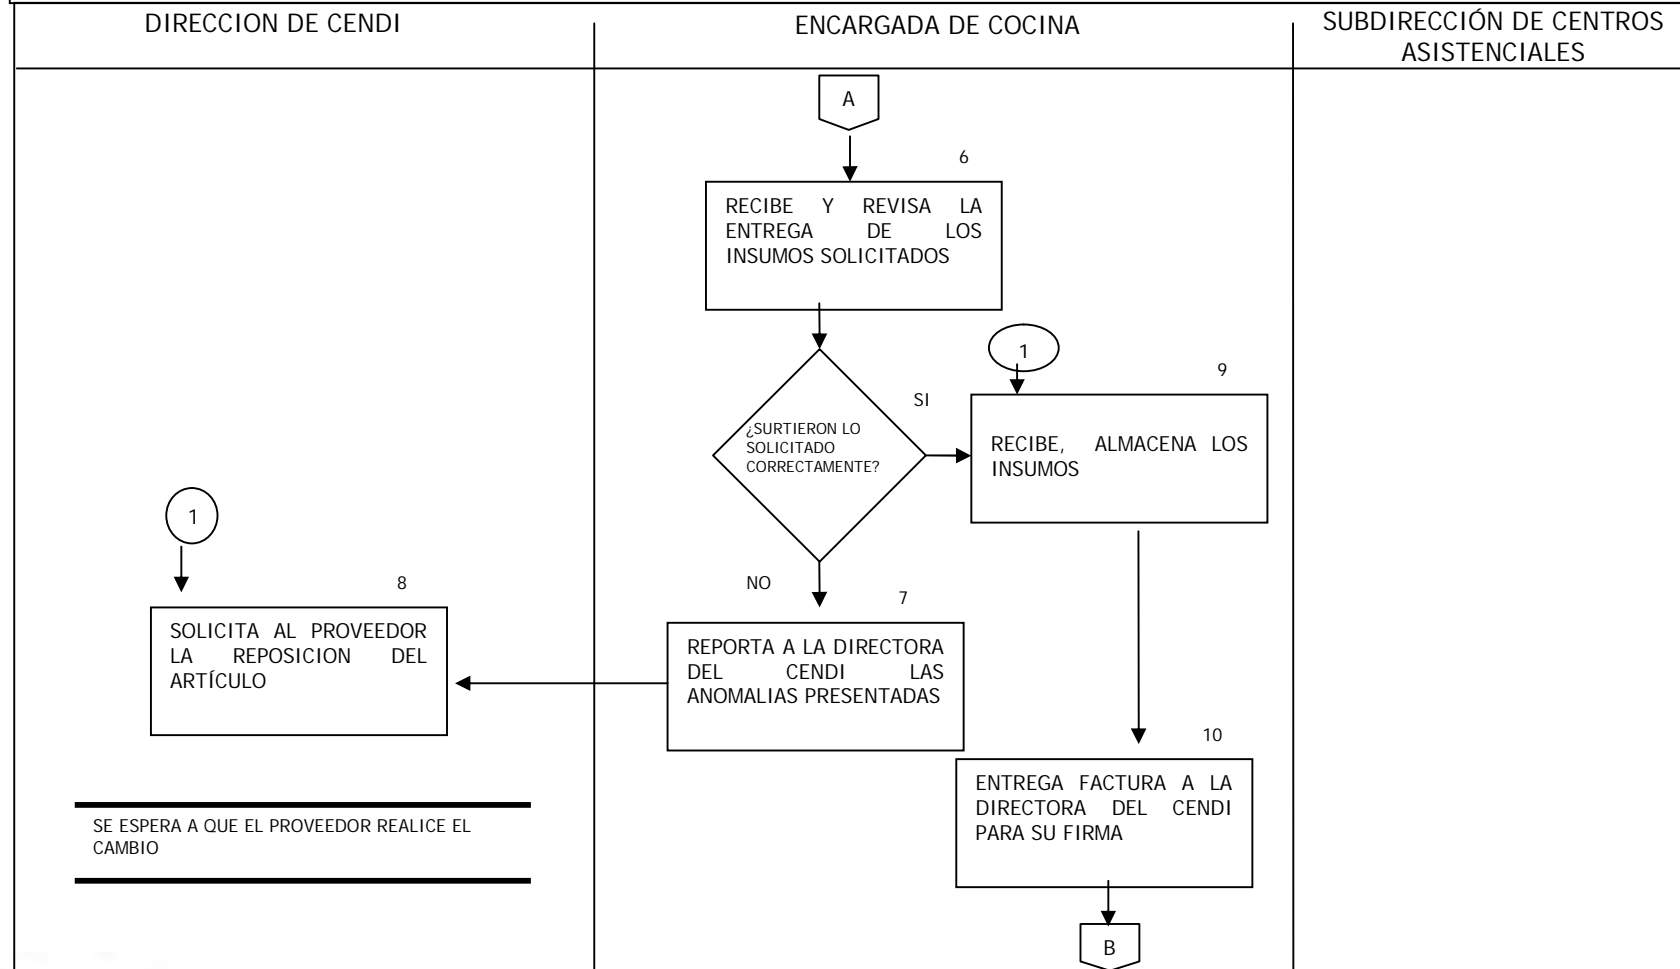 DIRECCION DE CENDI
ENCARGADA DE COCINA
SUBDIRECCIÓN DE CENTROS
ASISTENCIALES
A
6
RECIBE Y REVISA LA
ENTREGA DE LOS
INSUMOS SOLICITADOS
1
9
SI
¿SURTIERON LO
SOLICITADO
CORRECTAMENTE?
RECIBE, ALMACENA LOS
INSUMOS
1
8
NO
7
SOLICITA AL PROVEEDOR
LA REPOSICION DEL
ARTÍCULO
REPORTA A LA DIRECTORA
DEL CENDI LAS
ANOMALIAS PRESENTADAS
10
ENTREGA FACTURA A LA
DIRECTORA DEL CENDI
PARA SU FIRMA
SE ESPERA A QUE EL PROVEEDOR REALICE EL
CAMBIO
B